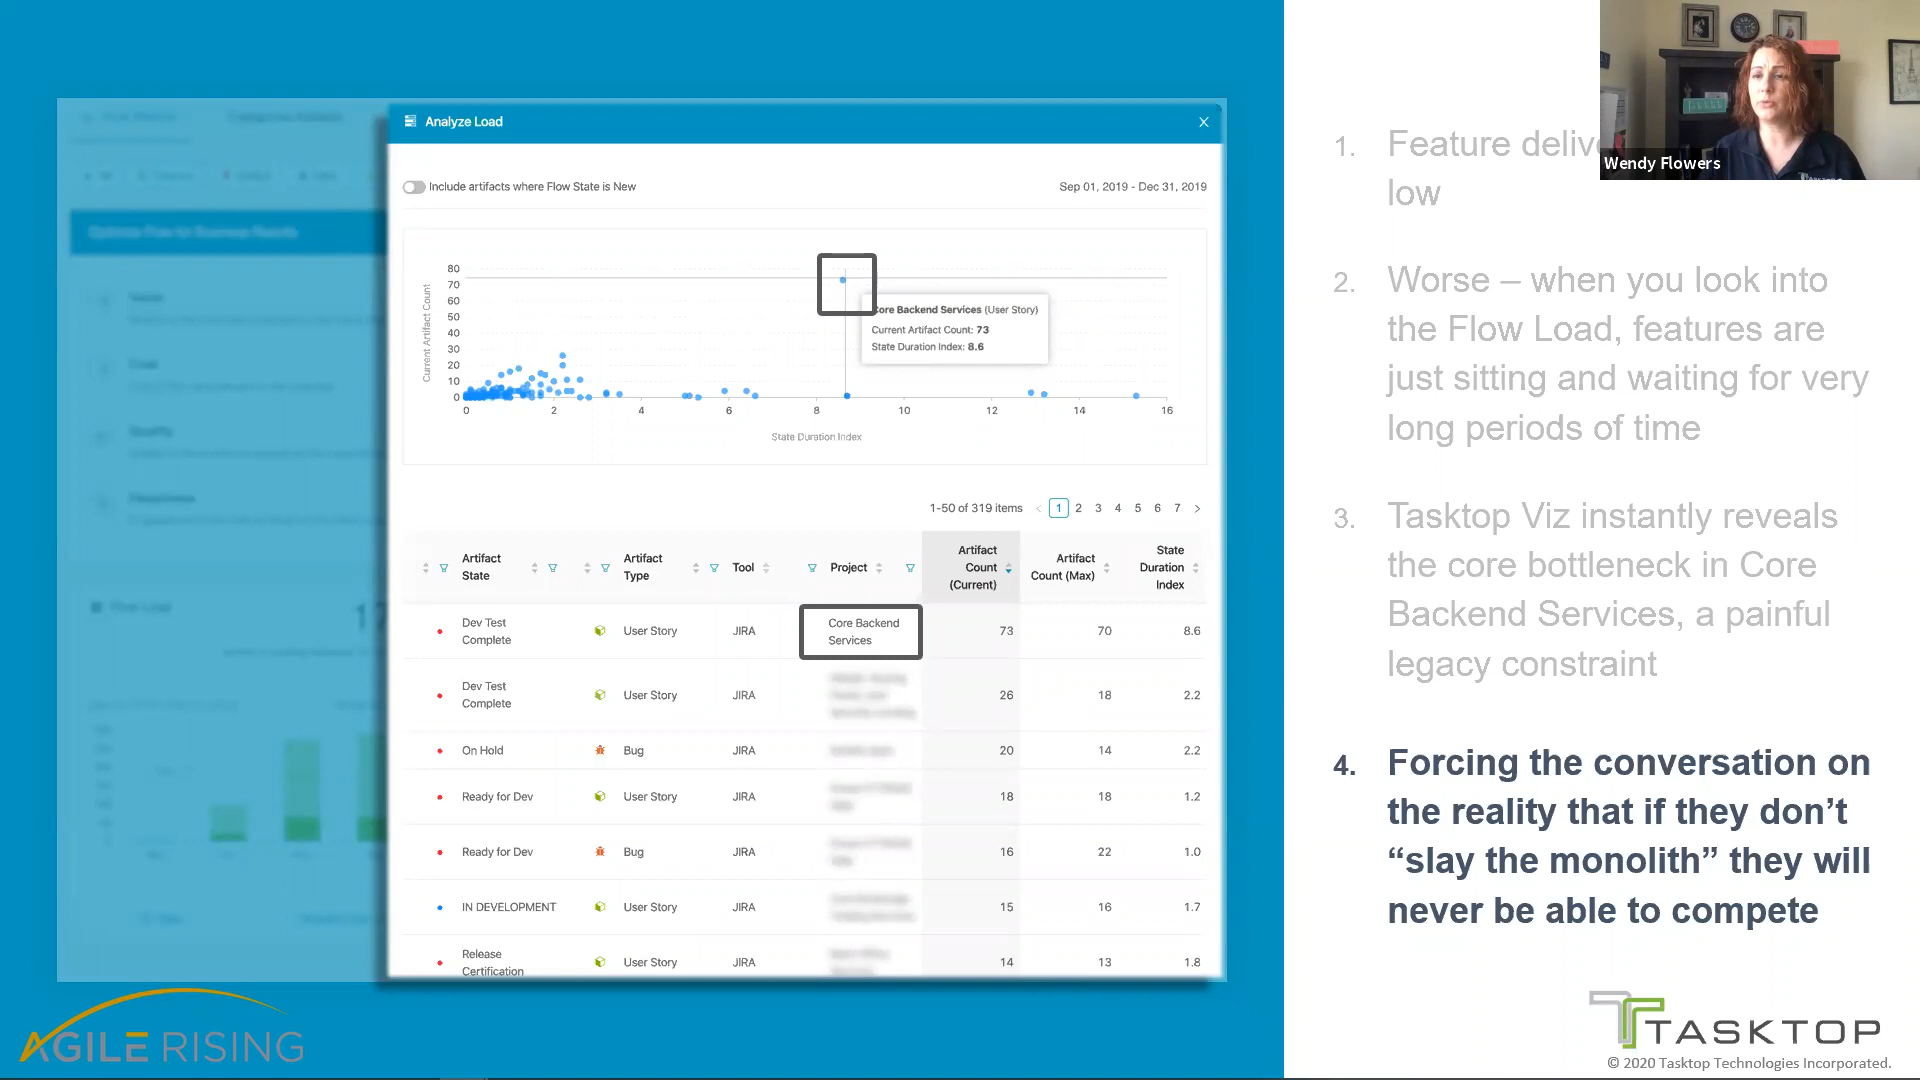 Analyze Load
Include artifacts where Flow State is New
Sep 01, 2019 - Dec 31, 2019
Current Artifact Count
80
70
60
50
40
30
20
10
0
0 2 4 6 8 10 12 14 16
State Duration Index
Core Backend Services (User Story)
Current Artifact Count: 73
State Duration Index: 8.6
1-50 of 319 items < 1 2 3 4 5 6 7 >
Artifact State Artifact Type Tool Project Artifact Count (Current) Artifact Count (Max) State Duration Index
Dev Test Complete User Story JIRA Core Backend Services 73 70 8.6
Dev Test Complete User Story JIRA 26 18 2.2
On Hold Bug JIRA 20 14 2.2
Ready for Dev User Story JIRA 18 18 1.2
Ready for Dev Bug JIRA 16 22 1.0
IN DEVELOPMENT User Story JIRA 15 16 1.7
Release Certification User Story JIRA 14 13 1.8
Wendy Flowers
1. Feature
low
2. Worse – when you look into
the Flow Load, features are
just sitting and waiting for very
long periods of time
3. Tasktop Viz instantly reveals
the core bottleneck in Core
Backend Services, a painful
legacy constraint
4. Forcing the conversation on
the reality that if they don’t
“slay the monolith” they will
never be able to compete
AGILE RISING
TASKTOP
© 2020 Tasktop Technologies Incorporated.